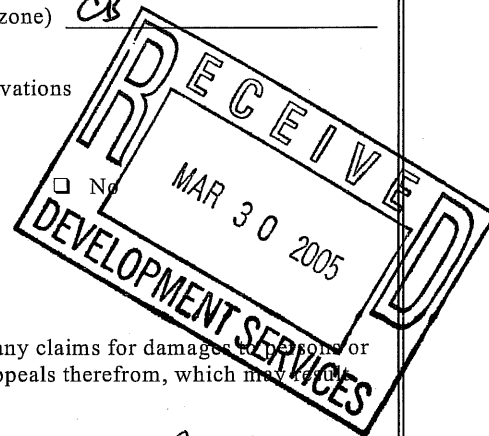 zone) CB
vations
RECEIVED
☐ No
MAR 30 2005
DEVELOPMENT SERVICES
any claims for damages to persons or
ppeals therefrom, which may result